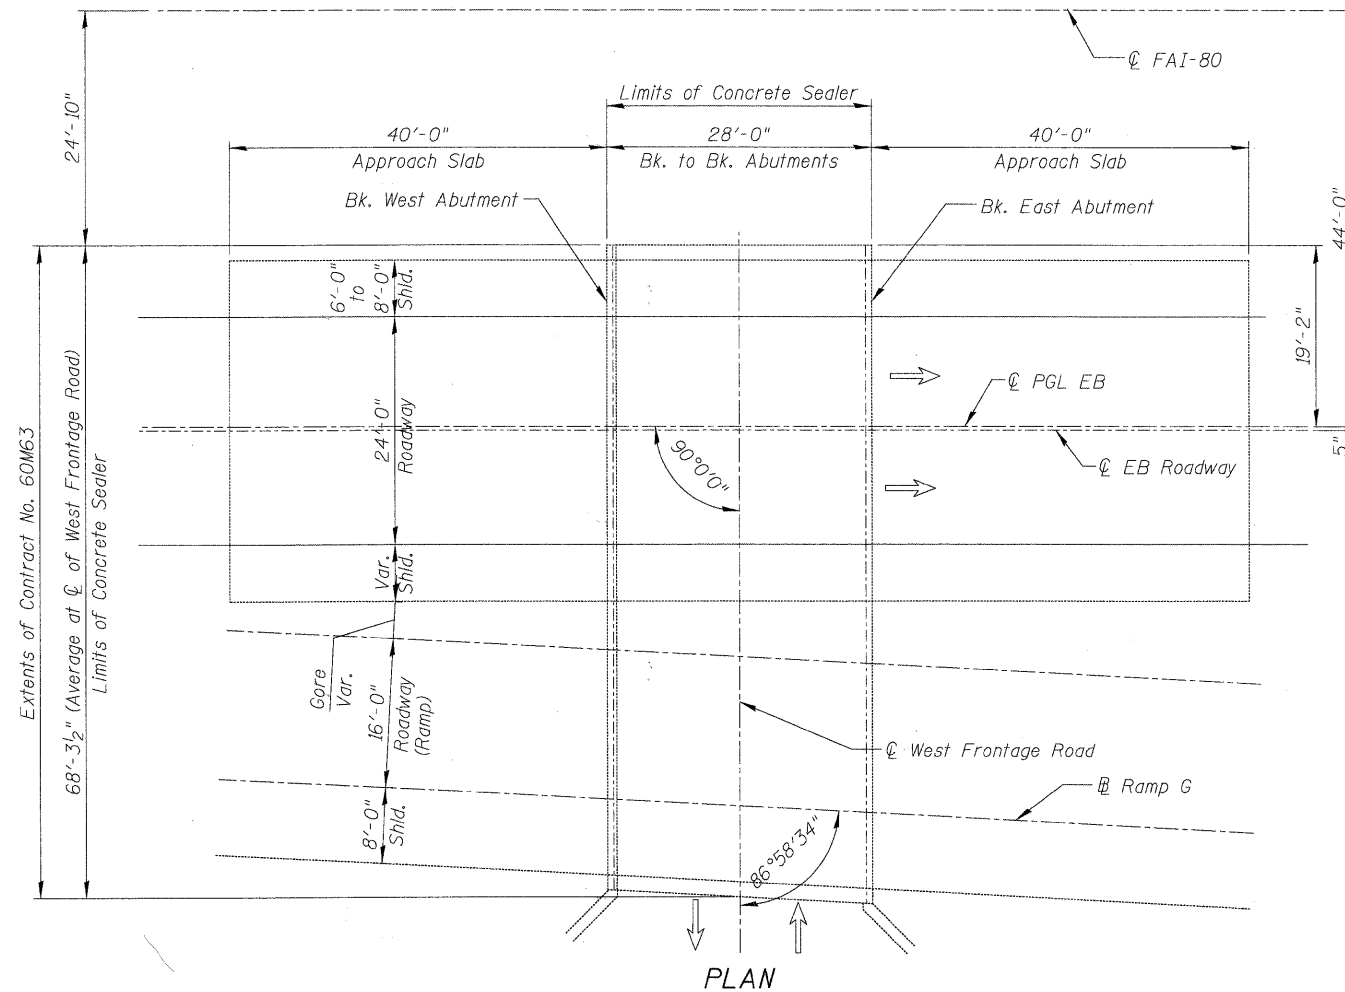 ℄ FAI-80
24'-10"
Limits of Concrete Sealer
40'-0"
Approach Slab
28'-0"
Bk. to Bk. Abutments
40'-0"
Approach Slab
Bk. West Abutment
Bk. East Abutment
44'-0"
19'-2"
5"
6'-0"
to
8'-0"
Shld.
24'-0"
Roadway
Var.
Shld.
℄ PGL EB
℄ EB Roadway
90°0'0"
Extents of Contract No. 60M63
68'-3½" (Average at ℄ of West Frontage Road)
Limits of Concrete Sealer
Gore
Var.
16'-0"
Roadway
(Ramp)
8'-0"
Shld.
℄ West Frontage Road
BL Ramp G
86°58'34"
PLAN